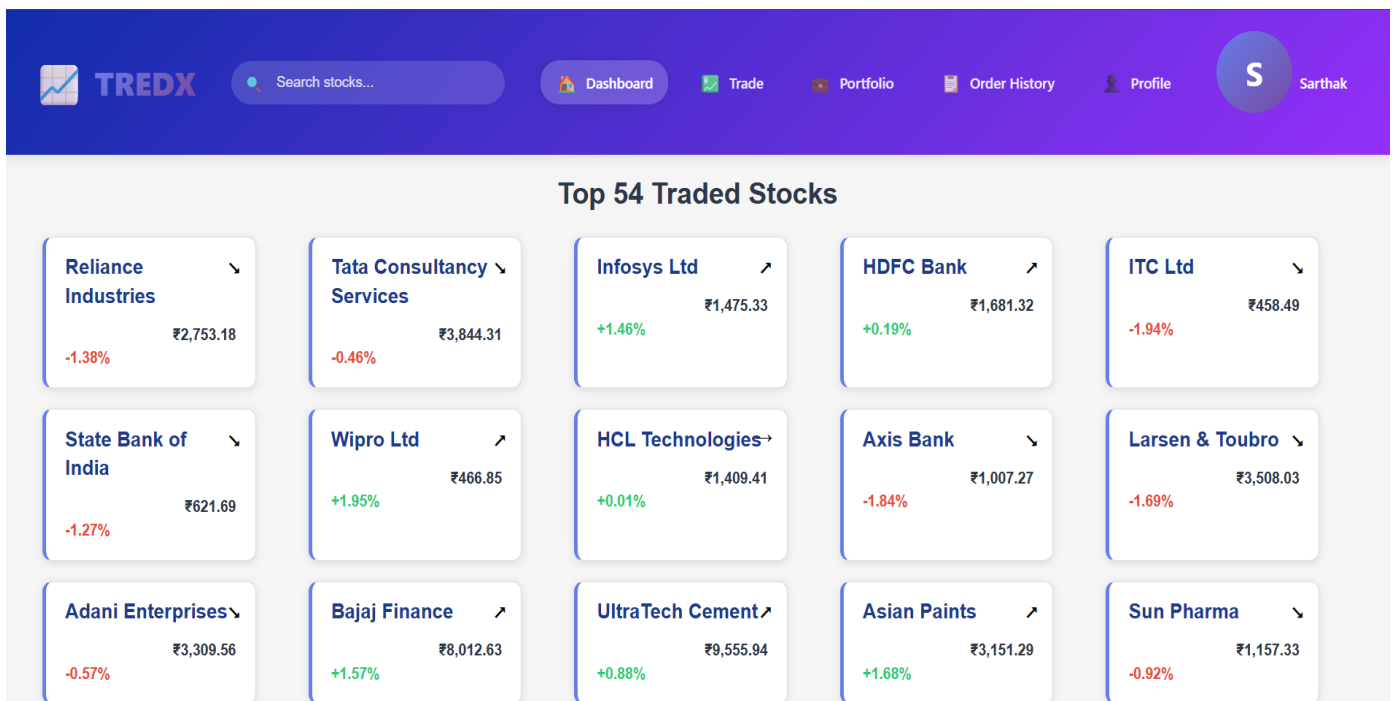 TREDX
Search stocks...
Dashboard
Trade
Portfolio
Order History
Profile
S
Sarthak
Top 54 Traded Stocks
Reliance ↘
Industries
₹2,753.18
-1.38%
Tata Consultancy ↘
Services
₹3,844.31
-0.46%
Infosys Ltd ↗
₹1,475.33
+1.46%
HDFC Bank ↗
₹1,681.32
+0.19%
ITC Ltd ↘
₹458.49
-1.94%
State Bank of ↘
India
₹621.69
-1.27%
Wipro Ltd ↗
₹466.85
+1.95%
HCL Technologies→
₹1,409.41
+0.01%
Axis Bank ↘
₹1,007.27
-1.84%
Larsen & Toubro ↘
₹3,508.03
-1.69%
Adani Enterprises↘
₹3,309.56
-0.57%
Bajaj Finance ↗
₹8,012.63
+1.57%
UltraTech Cement↗
₹9,555.94
+0.88%
Asian Paints ↗
₹3,151.29
+1.68%
Sun Pharma ↘
₹1,157.33
-0.92%